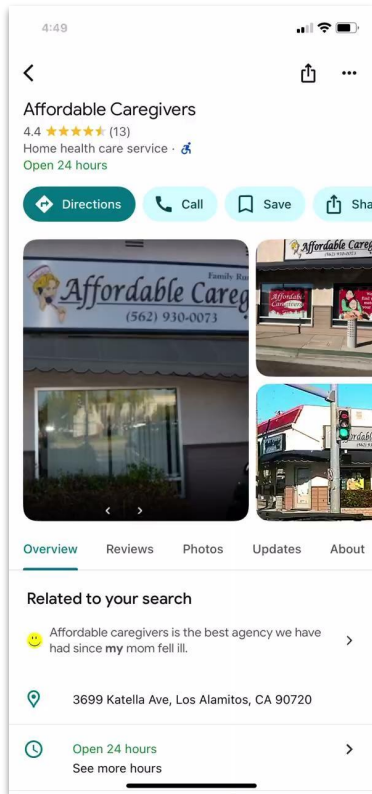 4:49
Affordable Caregivers
4.4 (13)
Home health care service ·
Open 24 hours
Directions
Call
Save
Sha
Family Ru
Affordable Careg
(562) 930-0073
Affordable Careg
Affordable
Caregivers
Overview
Reviews
Photos
Updates
About
Related to your search
Affordable caregivers is the best agency we have
had since my mom fell ill.
3699 Katella Ave, Los Alamitos, CA 90720
Open 24 hours
See more hours